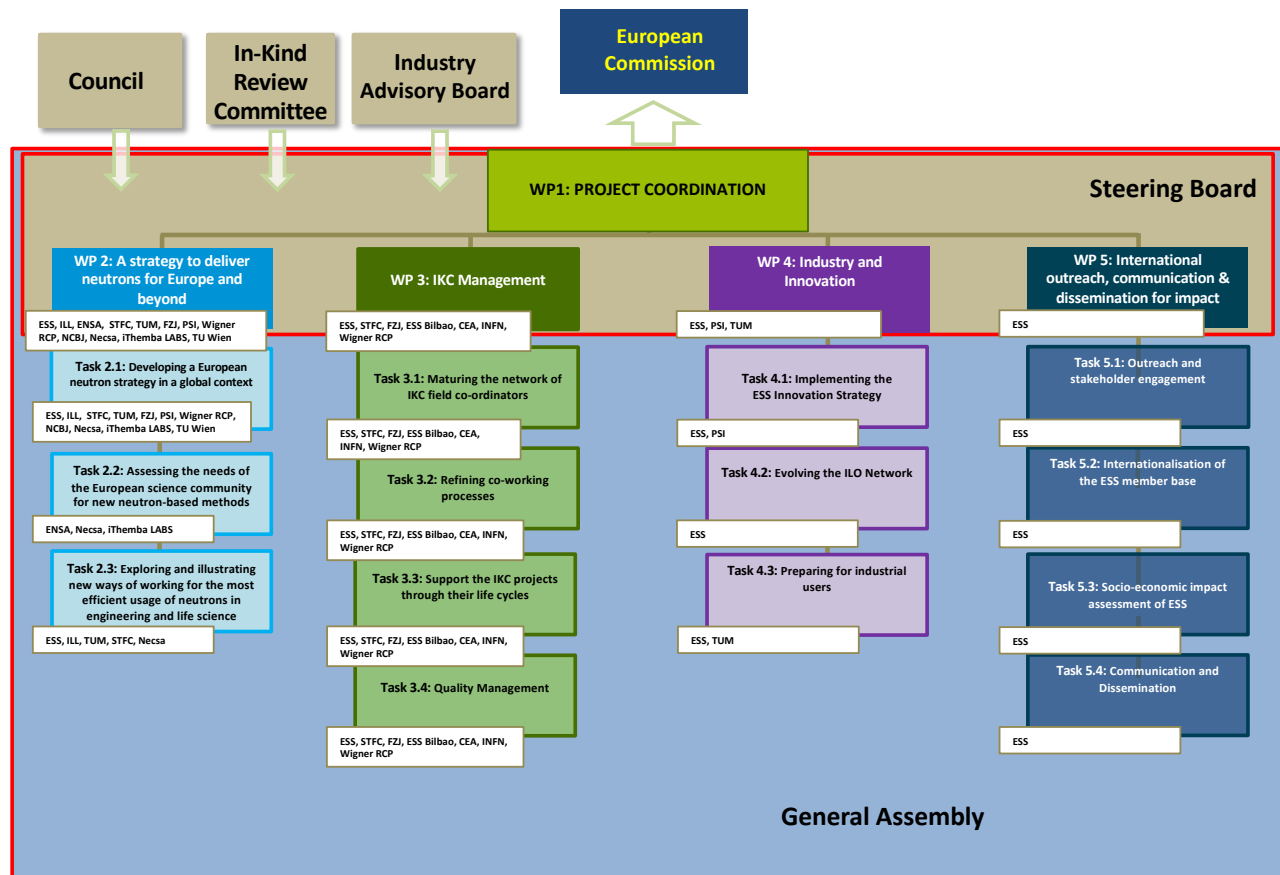 Council
In-Kind
Review
Committee
Industry
Advisory Board
European
Commission
WP1: PROJECT COORDINATION
Steering Board
WP 2: A strategy to deliver
neutrons for Europe and
beyond
ESS, ILL, ENSA, STFC, TUM, FZJ, PSI, Wigner
RCP, NCBJ, Necsa, iThemba LABS, TU Wien
Task 2.1: Developing a European
neutron strategy in a global context
ESS, ILL, STFC, TUM, FZJ, PSI, Wigner RCP,
NCBJ, Necsa, iThemba LABS, TU Wien
Task 2.2: Assessing the needs of
the European science community
for new neutron-based methods
ENSA, Necsa, iThemba LABS
Task 2.3: Exploring and illustrating
new ways of working for the most
efficient usage of neutrons in
engineering and life science
ESS, ILL, TUM, STFC, Necsa
WP 3: IKC Management
ESS, STFC, FZJ, ESS Bilbao, CEA, INFN,
Wigner RCP
Task 3.1: Maturing the network of
IKC field co-ordinators
ESS, STFC, FZJ, ESS Bilbao, CEA,
INFN, Wigner RCP
Task 3.2: Refining co-working
processes
ESS, STFC, FZJ, ESS Bilbao, CEA, INFN,
Wigner RCP
Task 3.3: Support the IKC projects
through their life cycles
ESS, STFC, FZJ, ESS Bilbao, CEA, INFN,
Wigner RCP
Task 3.4: Quality Management
ESS, STFC, FZJ, ESS Bilbao, CEA, INFN,
Wigner RCP
WP 4: Industry and
Innovation
ESS, PSI, TUM
Task 4.1: Implementing the
ESS Innovation Strategy
ESS, PSI
Task 4.2: Evolving the ILO Network
ESS
Task 4.3: Preparing for industrial
users
ESS, TUM
WP 5: International
outreach, communication &
dissemination for impact
ESS
Task 5.1: Outreach and
stakeholder engagement
ESS
Task 5.2: Internationalisation of
the ESS member base
ESS
Task 5.3: Socio-economic impact
assessment of ESS
ESS
Task 5.4: Communication and
Dissemination
ESS
General Assembly